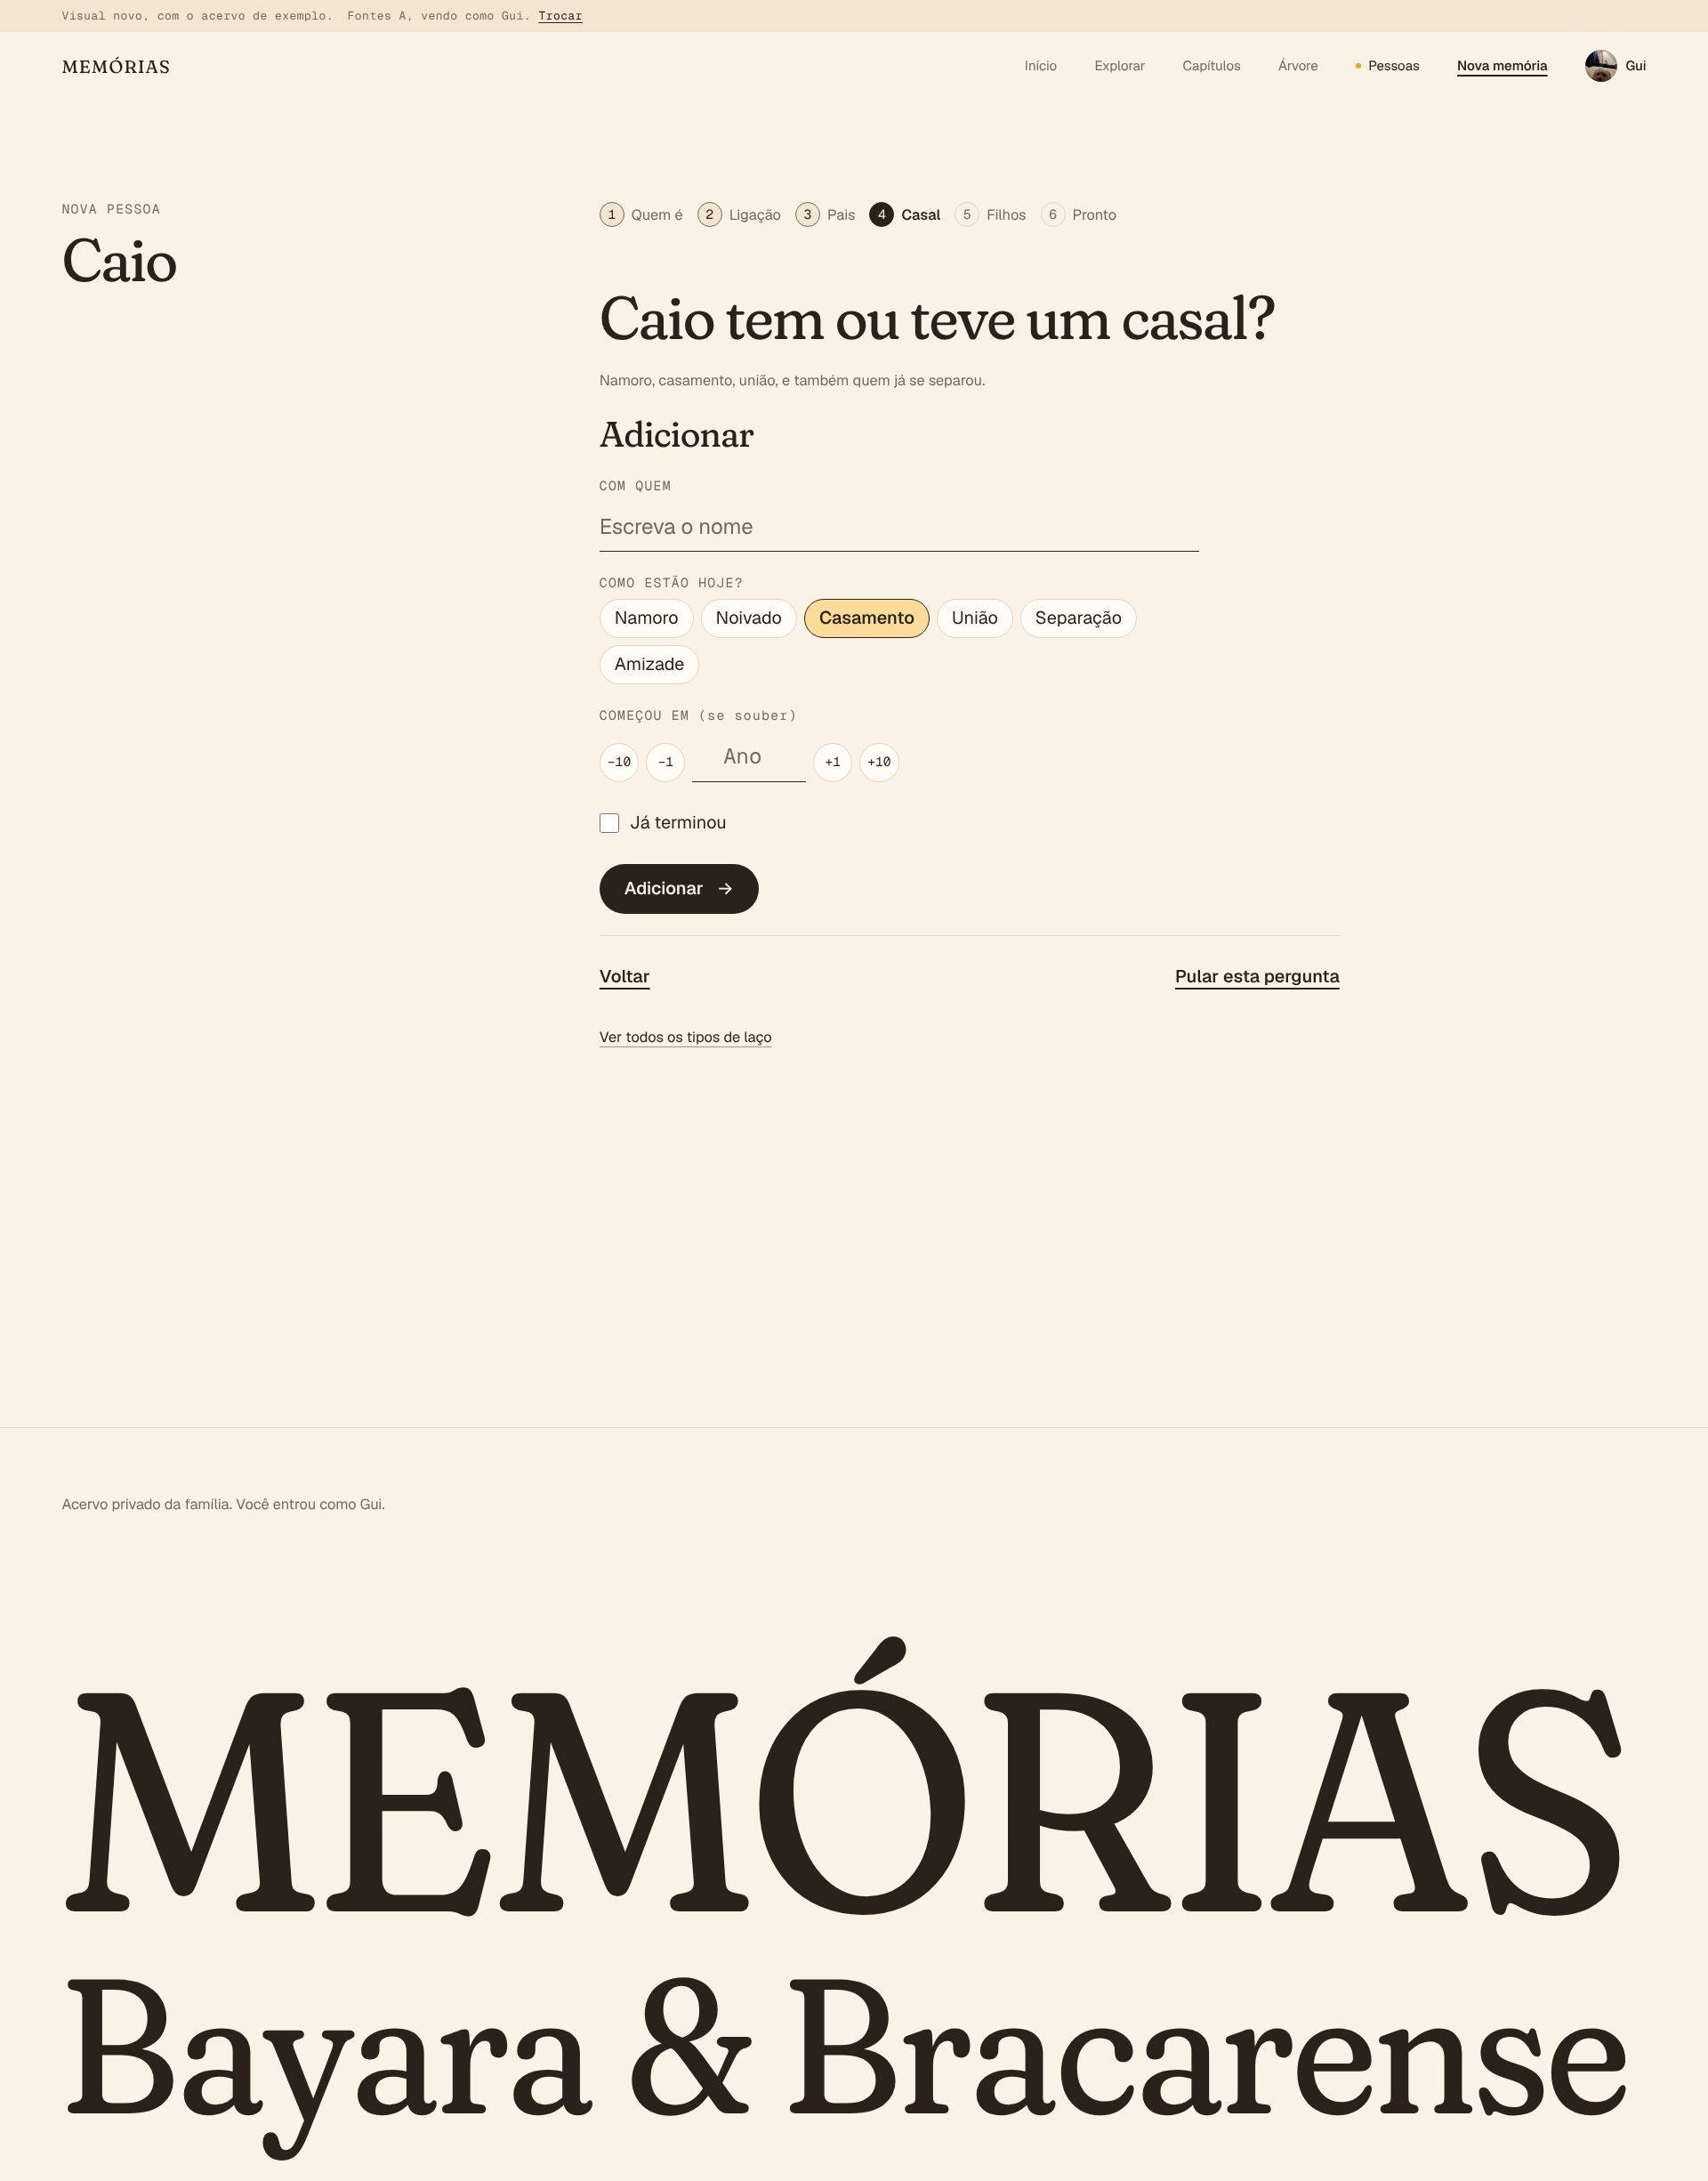 Visual novo, com o acervo de exemplo. Fontes A, vendo como Gui. Trocar
MEMÓRIAS
Início Explorar Capítulos Árvore Pessoas Nova memória Gui
NOVA PESSOA
Caio
1 Quem é 2 Ligação 3 Pais 4 Casal 5 Filhos 6 Pronto
Caio tem ou teve um casal?
Namoro, casamento, união, e também quem já se separou.
Adicionar
COM QUEM
Escreva o nome
COMO ESTÃO HOJE?
Namoro Noivado Casamento União Separação
Amizade
COMEÇOU EM (se souber)
−10 −1 Ano +1 +10
Já terminou
Adicionar →
Voltar Pular esta pergunta
Ver todos os tipos de laço
Acervo privado da família. Você entrou como Gui.
MEMÓRIAS
Bayara & Bracarense